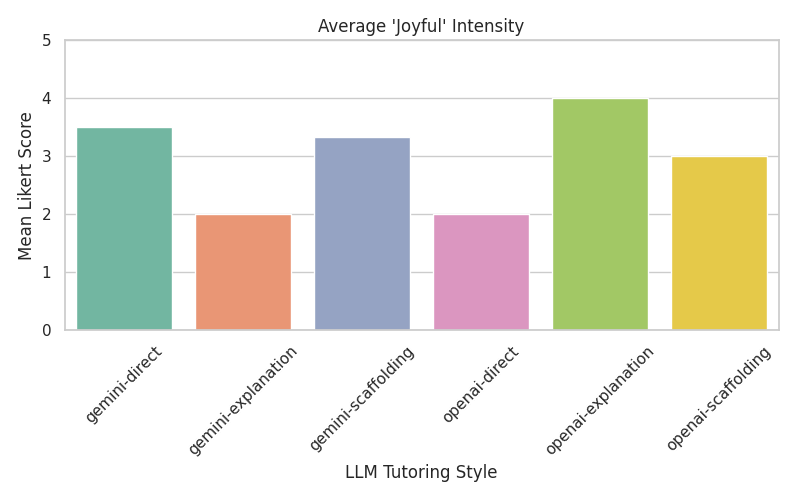 Average 'Joyful' Intensity
Mean Likert Score
5
4
3
2
1
0
gemini-direct
gemini-explanation
gemini-scaffolding
openai-direct
openai-explanation
openai-scaffolding
LLM Tutoring Style